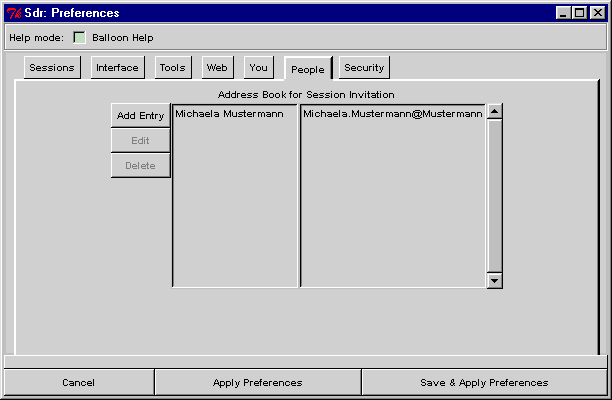 Sdr: Preferences
Help mode: Balloon Help
Sessions Interface Tools Web You People Security
Address Book for Session Invitation
Add Entry Michaela Mustermann Michaela.Mustermann@Mustermann
Edit
Delete
Cancel Apply Preferences Save & Apply Preferences